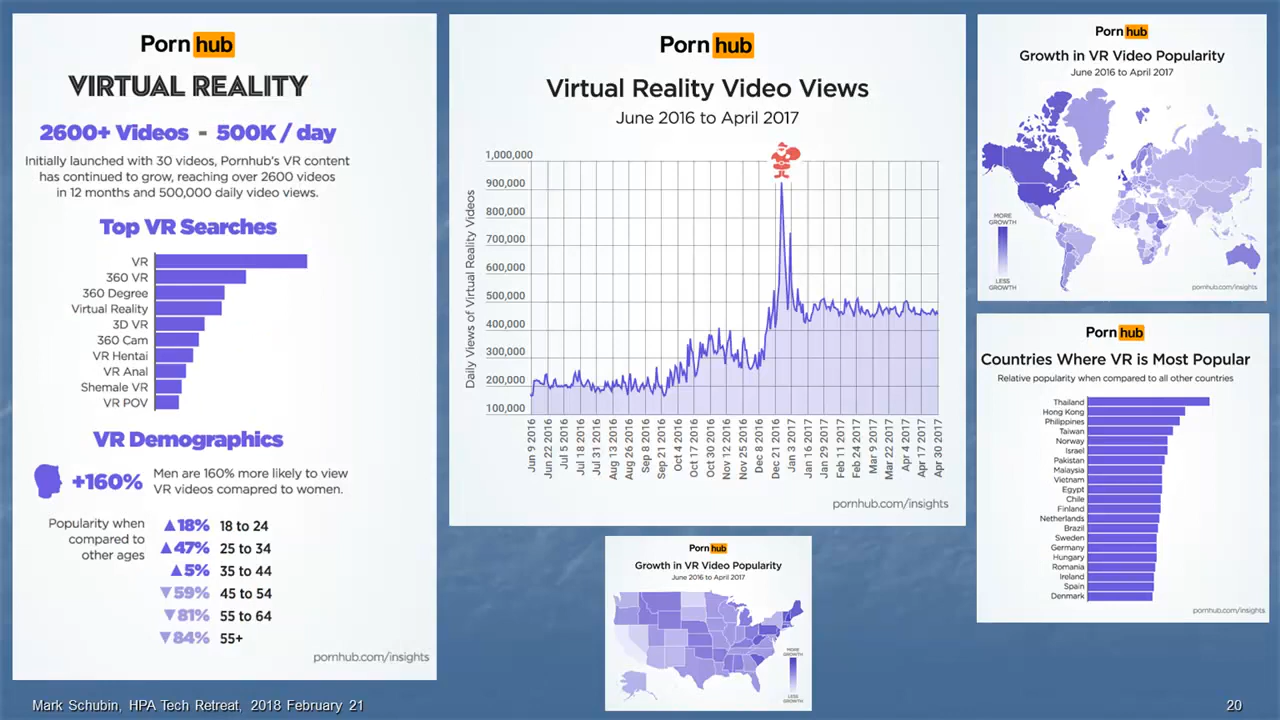 Porn hub
VIRTUAL REALITY
2600+ Videos - 500K / day
Initially launched with 30 videos, Pornhub's VR content
has continued to grow, reaching over 2600 videos
in 12 months and 500,000 daily video views.
Top VR Searches
VR
360 VR
360 Degree
Virtual Reality
3D VR
360 Cam
VR Hentai
VR Anal
Shemale VR
VR POV
VR Demographics
+160%
Men are 160% more likely to view
VR videos comapred to women.
Popularity when
compared to
other ages
▲18% 18 to 24
▲47% 25 to 34
▲5% 35 to 44
▼59% 45 to 54
▼81% 55 to 64
▼84% 55+
pornhub.com/insights
Porn hub
Virtual Reality Video Views
June 2016 to April 2017
Daily Views of Virtual Reality Videos
1,000,000
900,000
800,000
700,000
600,000
500,000
400,000
300,000
200,000
100,000
Jun 9 2016
Jun 22 2016
Jul 5 2016
Jul 18 2016
Jul 31 2016
Aug 13 2016
Aug 26 2016
Sep 8 2016
Sep 21 2016
Oct 4 2016
Oct 17 2016
Oct 30 2016
Nov 12 2016
Nov 25 2016
Dec 8 2016
Dec 21 2016
Jan 3 2017
Jan 16 2017
Jan 29 2017
Feb 11 2017
Feb 24 2017
Mar 9 2017
Mar 22 2017
Apr 4 2017
Apr 17 2017
Apr 30 2017
pornhub.com/insights
Porn hub
Growth in VR Video Popularity
June 2016 to April 2017
MORE
GROWTH
LESS
GROWTH
pornhub.com/insights
Porn hub
Countries Where VR is Most Popular
Relative popularity when compared to all other countries
Thailand
Hong Kong
Philippines
Taiwan
Norway
Israel
Pakistan
Malaysia
Vietnam
Egypt
Chile
Finland
Netherlands
Brazil
Sweden
Germany
Hungary
Romania
Ireland
Spain
Denmark
pornhub.com/insights
Porn hub
Growth in VR Video Popularity
June 2016 to April 2017
MORE
GROWTH
LESS
GROWTH
Mark Schubin, HPA Tech Retreat, 2018 February 21
20